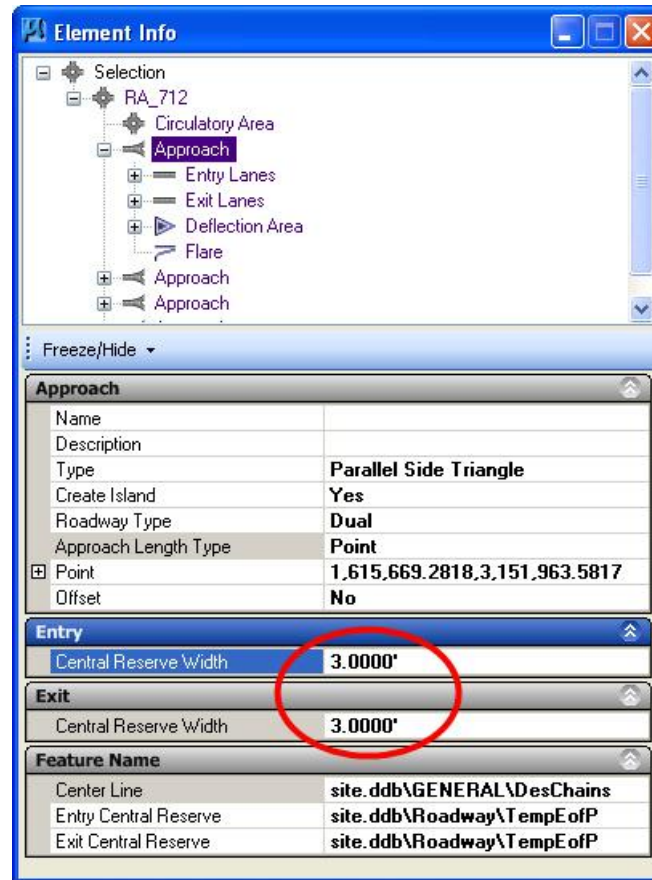 Element Info
Selection
RA_712
Circulatory Area
Approach
Entry Lanes
Exit Lanes
Deflection Area
Flare
Approach
Approach
Freeze/Hide
Approach
Name
Description
Type Parallel Side Triangle
Create Island Yes
Roadway Type Dual
Approach Length Type Point
Point 1,615,669.2818,3,151,963.5817
Offset No
Entry
Central Reserve Width 3.0000'
Exit
Central Reserve Width 3.0000'
Feature Name
Center Line site.ddb\GENERAL\DesChains
Entry Central Reserve site.ddb\Roadway\TempEofP
Exit Central Reserve site.ddb\Roadway\TempEofP